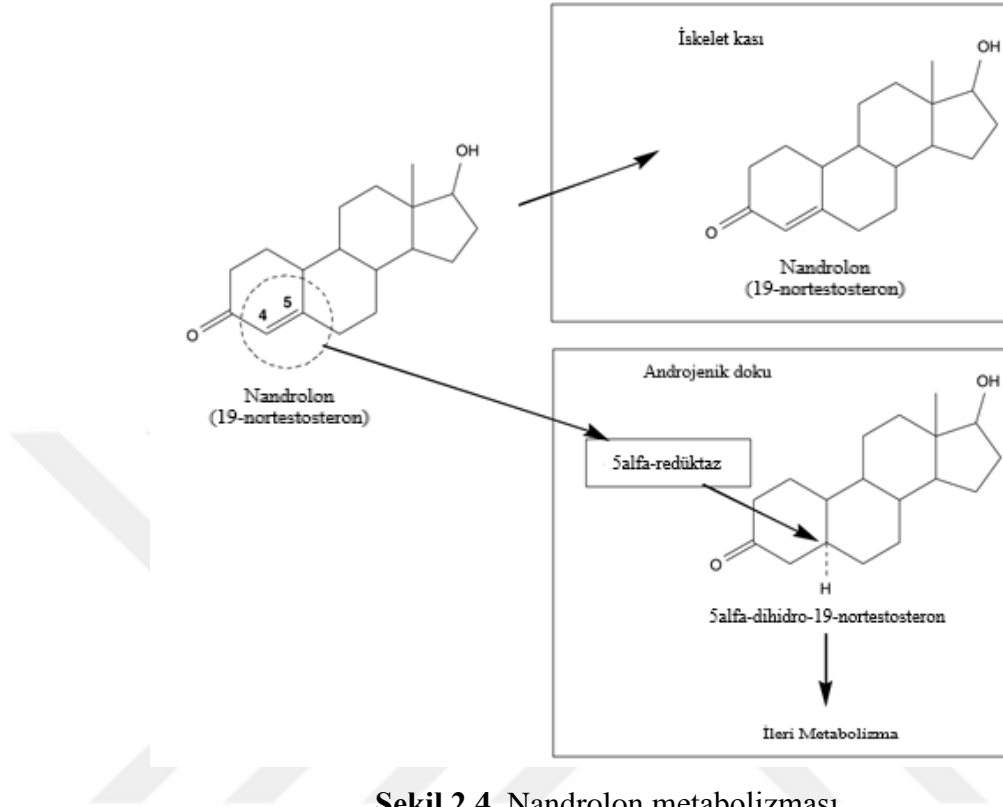 İskelet kası
OH
O
Nandrolon
(19-nortestosteron)
OH
4
5
O
Nandrolon
(19-nortestosteron)
Androjenik doku
OH
5alfa-redüktaz
O
H
5alfa-dihidro-19-nortestosteron
İleri Metabolizma
Şekil 2.4. Nandrolon metabolizması